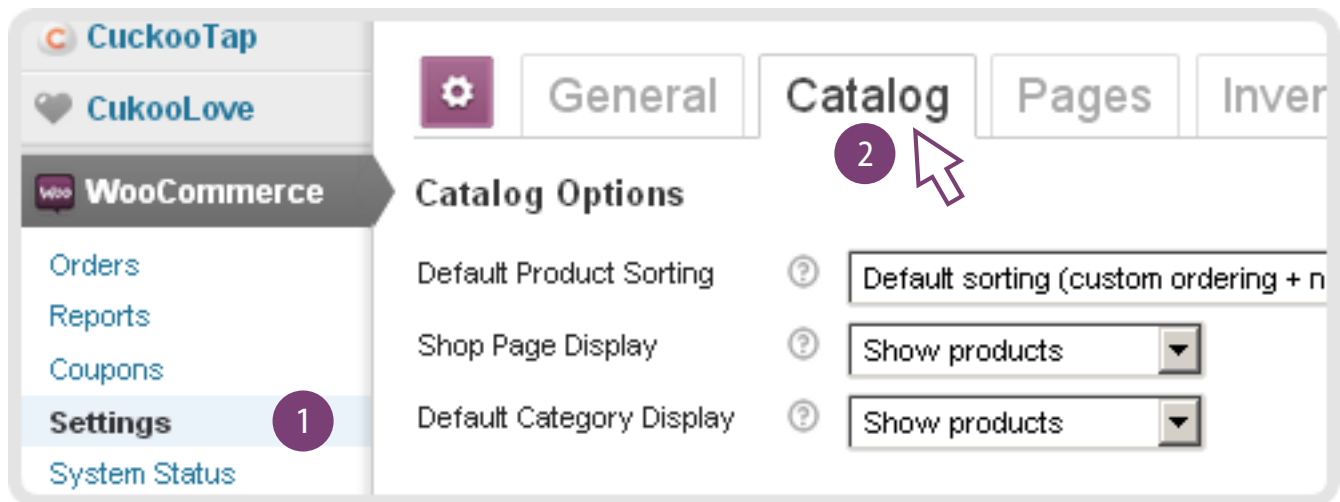 CuckooTap
CukooLove
Woo WooCommerce
Orders
Reports
Coupons
Settings 1
System Status
General Catalog Pages Inver
2
Catalog Options
Default Product Sorting ? Default sorting (custom ordering + n
Shop Page Display ? Show products
Default Category Display ? Show products